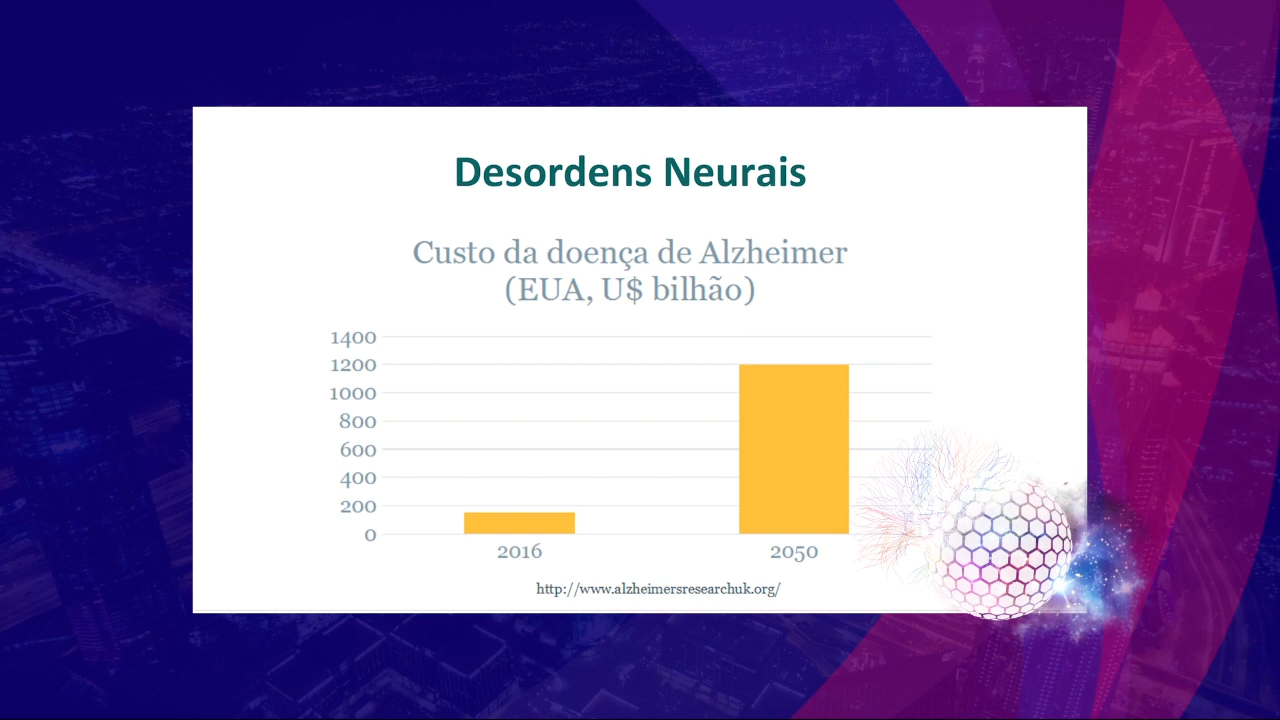 Desordens Neurais
Custo da doença de Alzheimer
(EUA, U$ bilhão)
1400
1200
1000
800
600
400
200
0
2016 2050
http://www.alzheimersresearchuk.org/